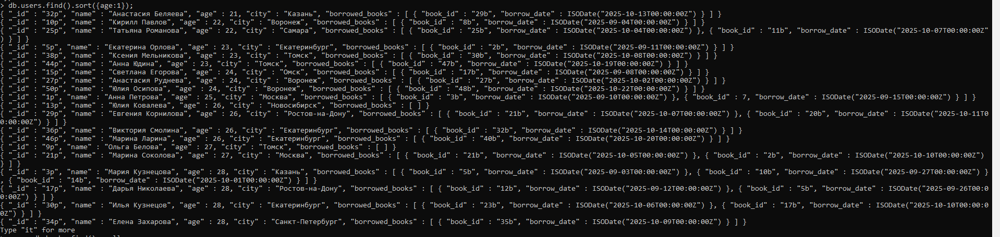 > db.users.find().sort({age:1});
{ "_id" : "32p", "name" : "Анастасия Беляева", "age" : 21, "city" : "Казань", "borrowed_books" : [ { "book_id" : "29b", "borrow_date" : ISODate("2025-10-13T00:00:00Z") } ] }
{ "_id" : "10p", "name" : "Кирилл Павлов", "age" : 22, "city" : "Воронеж", "borrowed_books" : [ { "book_id" : "8b", "borrow_date" : ISODate("2025-09-04T00:00:00Z") } ] }
{ "_id" : "25p", "name" : "Татьяна Романова", "age" : 22, "city" : "Самара", "borrowed_books" : [ { "book_id" : "25b", "borrow_date" : ISODate("2025-10-04T00:00:00Z") }, { "book_id" : "11b", "borrow_date" : ISODate("2025-10-07T00:00:00Z"
) } ] }
{ "_id" : "5p", "name" : "Екатерина Орлова", "age" : 23, "city" : "Екатеринбург", "borrowed_books" : [ { "book_id" : "2b", "borrow_date" : ISODate("2025-09-11T00:00:00Z") } ] }
{ "_id" : "38p", "name" : "Ксения Мельникова", "age" : 23, "city" : "Томск", "borrowed_books" : [ { "book_id" : "30b", "borrow_date" : ISODate("2025-10-08T00:00:00Z") } ] }
{ "_id" : "44p", "name" : "Анна Юдина", "age" : 23, "city" : "Томск", "borrowed_books" : [ { "book_id" : "47b", "borrow_date" : ISODate("2025-10-19T00:00:00Z") } ] }
{ "_id" : "15p", "name" : "Светлана Егорова", "age" : 24, "city" : "Омск", "borrowed_books" : [ { "book_id" : "17b", "borrow_date" : ISODate("2025-09-08T00:00:00Z") } ] }
{ "_id" : "27p", "name" : "Анастасия Руднева", "age" : 24, "city" : "Воронеж", "borrowed_books" : [ { "book_id" : "27b", "borrow_date" : ISODate("2025-10-02T00:00:00Z") } ] }
{ "_id" : "50p", "name" : "Юлия Осипова", "age" : 24, "city" : "Воронеж", "borrowed_books" : [ { "book_id" : "48b", "borrow_date" : ISODate("2025-10-22T00:00:00Z") } ] }
{ "_id" : "1p", "name" : "Анна Петрова", "age" : 25, "city" : "Москва", "borrowed_books" : [ { "book_id" : "3b", "borrow_date" : ISODate("2025-09-10T00:00:00Z") }, { "book_id" : 7, "borrow_date" : ISODate("2025-09-15T00:00:00Z") } ] }
{ "_id" : "13p", "name" : "Юлия Ковалева", "age" : 26, "city" : "Новосибирск", "borrowed_books" : [ ] }
{ "_id" : "29p", "name" : "Евгения Корнилова", "age" : 26, "city" : "Ростов-на-Дону", "borrowed_books" : [ { "book_id" : "21b", "borrow_date" : ISODate("2025-10-07T00:00:00Z") }, { "book_id" : "20b", "borrow_date" : ISODate("2025-10-11T0
0:00:00Z") } ] }
{ "_id" : "36p", "name" : "Виктория Смолина", "age" : 26, "city" : "Екатеринбург", "borrowed_books" : [ { "book_id" : "32b", "borrow_date" : ISODate("2025-10-14T00:00:00Z") } ] }
{ "_id" : "46p", "name" : "Марина Ларина", "age" : 26, "city" : "Екатеринбург", "borrowed_books" : [ { "book_id" : "40b", "borrow_date" : ISODate("2025-10-20T00:00:00Z") } ] }
{ "_id" : "9p", "name" : "Ольга Белова", "age" : 27, "city" : "Томск", "borrowed_books" : [ ] }
{ "_id" : "21p", "name" : "Марина Соколова", "age" : 27, "city" : "Москва", "borrowed_books" : [ { "book_id" : "21b", "borrow_date" : ISODate("2025-10-05T00:00:00Z") }, { "book_id" : "2b", "borrow_date" : ISODate("2025-10-10T00:00:00Z")
} ] }
{ "_id" : "3p", "name" : "Мария Кузнецова", "age" : 28, "city" : "Казань", "borrowed_books" : [ { "book_id" : "5b", "borrow_date" : ISODate("2025-09-03T00:00:00Z") }, { "book_id" : "10b", "borrow_date" : ISODate("2025-09-27T00:00:00Z") }
, { "book_id" : "14b", "borrow_date" : ISODate("2025-10-01T00:00:00Z") } ] }
{ "_id" : "17p", "name" : "Дарья Николаева", "age" : 28, "city" : "Ростов-на-Дону", "borrowed_books" : [ { "book_id" : "12b", "borrow_date" : ISODate("2025-09-12T00:00:00Z") }, { "book_id" : "5b", "borrow_date" : ISODate("2025-09-26T00:0
0:00Z") } ] }
{ "_id" : "30p", "name" : "Илья Кузнецов", "age" : 28, "city" : "Екатеринбург", "borrowed_books" : [ { "book_id" : "23b", "borrow_date" : ISODate("2025-10-06T00:00:00Z") }, { "book_id" : "17b", "borrow_date" : ISODate("2025-10-10T00:00:0
0Z") } ] }
{ "_id" : "34p", "name" : "Елена Захарова", "age" : 28, "city" : "Санкт-Петербург", "borrowed_books" : [ { "book_id" : "35b", "borrow_date" : ISODate("2025-10-09T00:00:00Z") } ] }
Type "it" for more